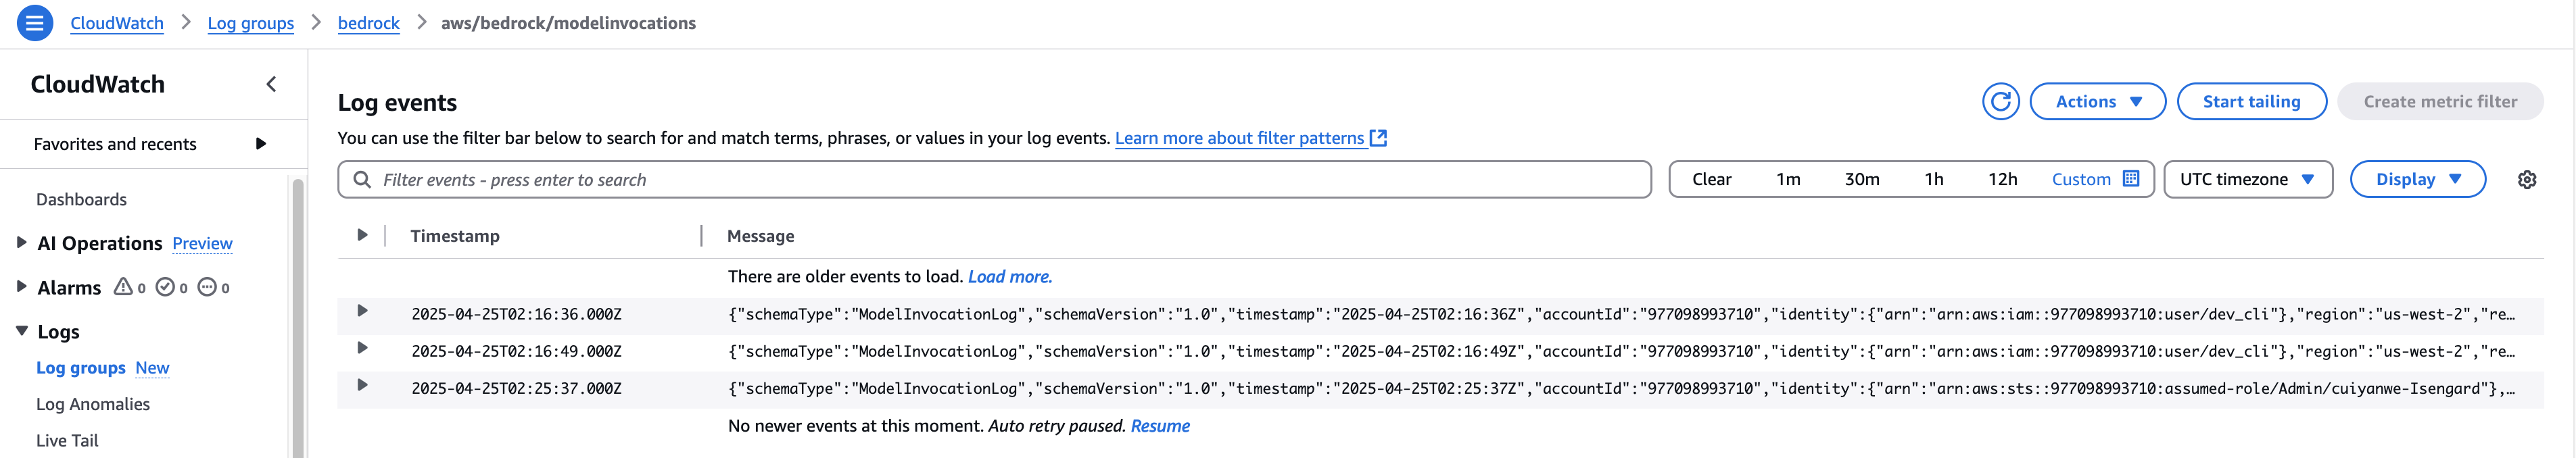 CloudWatch > Log groups > bedrock > aws/bedrock/modelinvocations
CloudWatch
Favorites and recents
Dashboards
AI Operations Preview
Alarms 0 0 0
Logs
Log groups New
Log Anomalies
Live Tail
Log events
Actions
Start tailing
Create metric filter
You can use the filter bar below to search for and match terms, phrases, or values in your log events. Learn more about filter patterns
Filter events - press enter to search
Clear 1m 30m 1h 12h Custom
UTC timezone
Display
Timestamp Message
There are older events to load. Load more.
2025-04-25T02:16:36.000Z {"schemaType":"ModelInvocationLog","schemaVersion":"1.0","timestamp":"2025-04-25T02:16:36Z","accountId":"977098993710","identity":{"arn":"arn:aws:iam::977098993710:user/dev_cli"},"region":"us-west-2","re…
2025-04-25T02:16:49.000Z {"schemaType":"ModelInvocationLog","schemaVersion":"1.0","timestamp":"2025-04-25T02:16:49Z","accountId":"977098993710","identity":{"arn":"arn:aws:iam::977098993710:user/dev_cli"},"region":"us-west-2","re…
2025-04-25T02:25:37.000Z {"schemaType":"ModelInvocationLog","schemaVersion":"1.0","timestamp":"2025-04-25T02:25:37Z","accountId":"977098993710","identity":{"arn":"arn:aws:sts::977098993710:assumed-role/Admin/cuiyanwe-Isengard"},…
No newer events at this moment. Auto retry paused. Resume